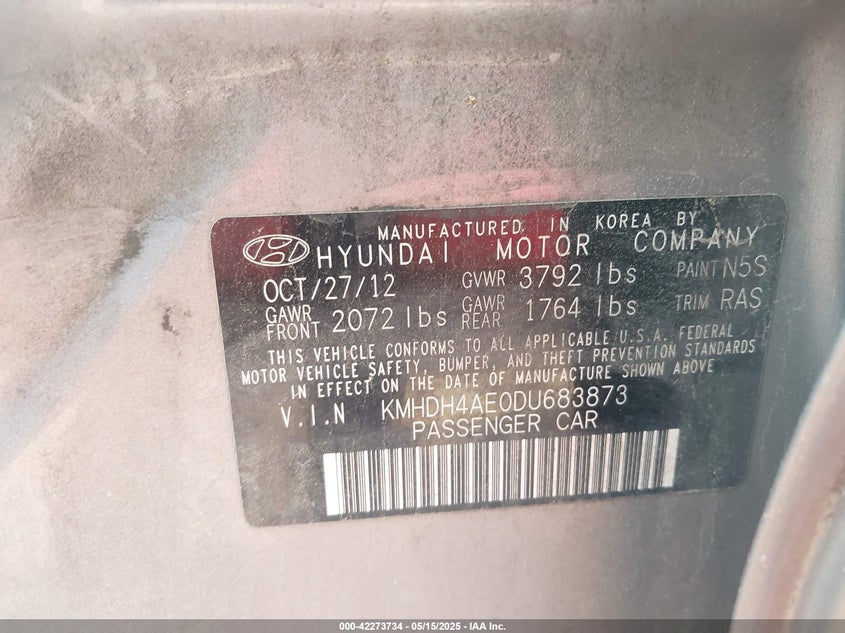 MANUFACTURED IN KOREA BY
HYUNDAI MOTOR COMPANY
OCT/27/12 GVWR 3792 lbs PAINT N5S
GAWR FRONT 2072 lbs GAWR REAR 1764 lbs TRIM RAS
THIS VEHICLE CONFORMS TO ALL APPLICABLE U.S.A. FEDERAL
MOTOR VEHICLE SAFETY, BUMPER, AND THEFT PREVENTION STANDARDS
IN EFFECT ON THE DATE OF MANUFACTURE SHOWN ABOVE
V.I.N KMHDH4AE0DU683873
PASSENGER CAR
000-42273734 - 05/15/2025 - IAA Inc.